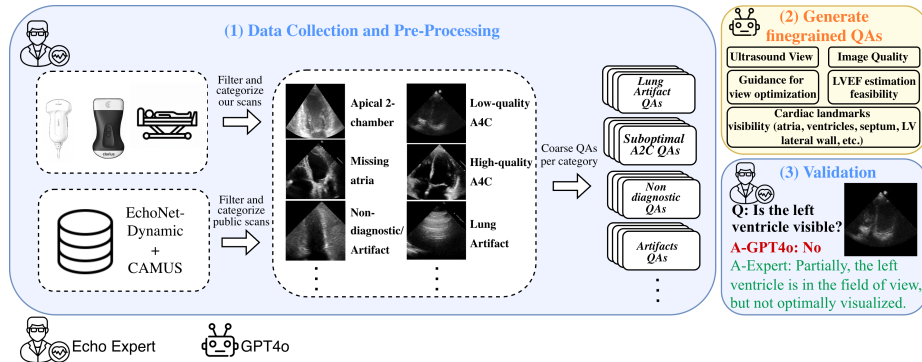 (1) Data Collection and Pre-Processing
Filter and
categorize
our scans
Filter and
categorize
public scans
EchoNet-
Dynamic
+
CAMUS
Apical 2-
chamber
Low-quality
A4C
Missing
atria
High-quality
A4C
Non-
diagnostic/
Artifact
Lung
Artifact
Coarse QAs
per category
Lung
Artifact
QAs
Suboptimal
A2C QAs
Non
diagnostic
QAs
Artifacts
QAs
(2) Generate
finegrained QAs
Ultrasound View
Image Quality
Guidance for
view optimization
LVEF estimation
feasibility
Cardiac landmarks
visibility (atria, ventricles, septum, LV
lateral wall, etc.)
(3) Validation
Q: Is the left
ventricle visible?
A-GPT4o: No
A-Expert: Partially, the left
ventricle is in the field of view,
but not optimally visualized.
Echo Expert
GPT4o